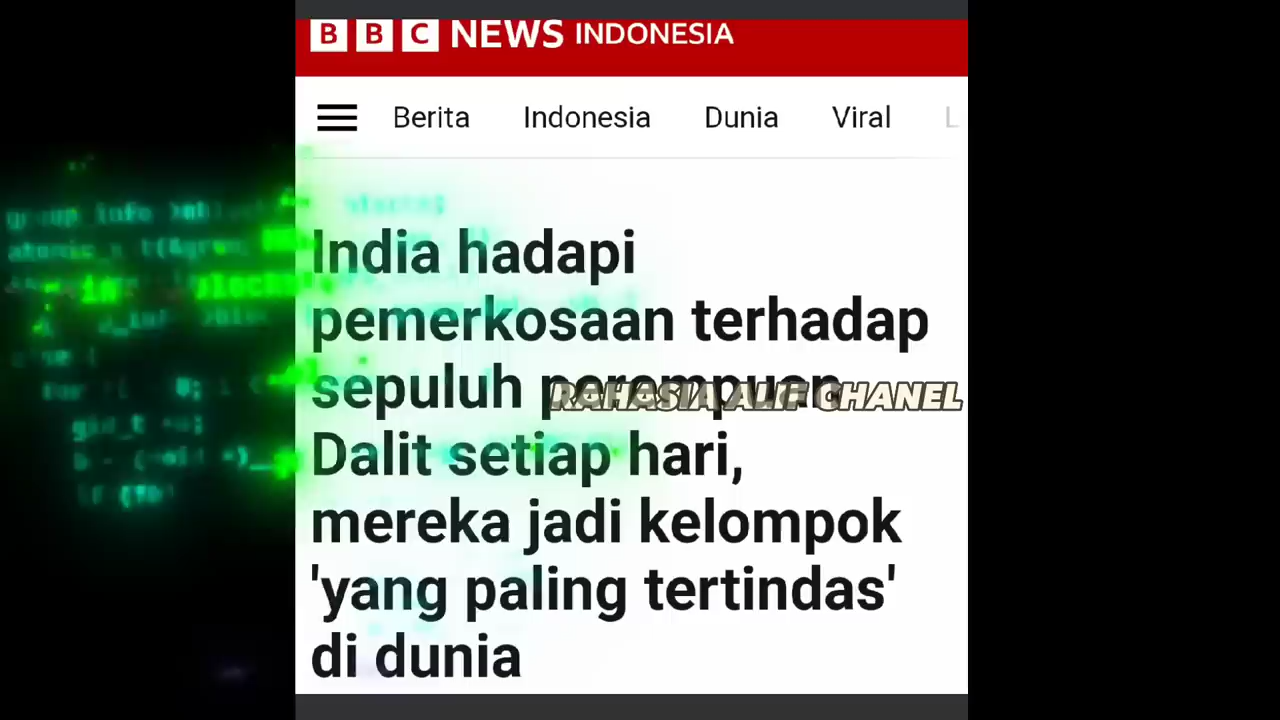 BBC NEWS INDONESIA
Berita Indonesia Dunia Viral L
India hadapi
pemerkosaan terhadap
sepuluh perempuan
RAHASIA ALIF CHANEL
Dalit setiap hari,
mereka jadi kelompok
'yang paling tertindas'
di dunia
group_info